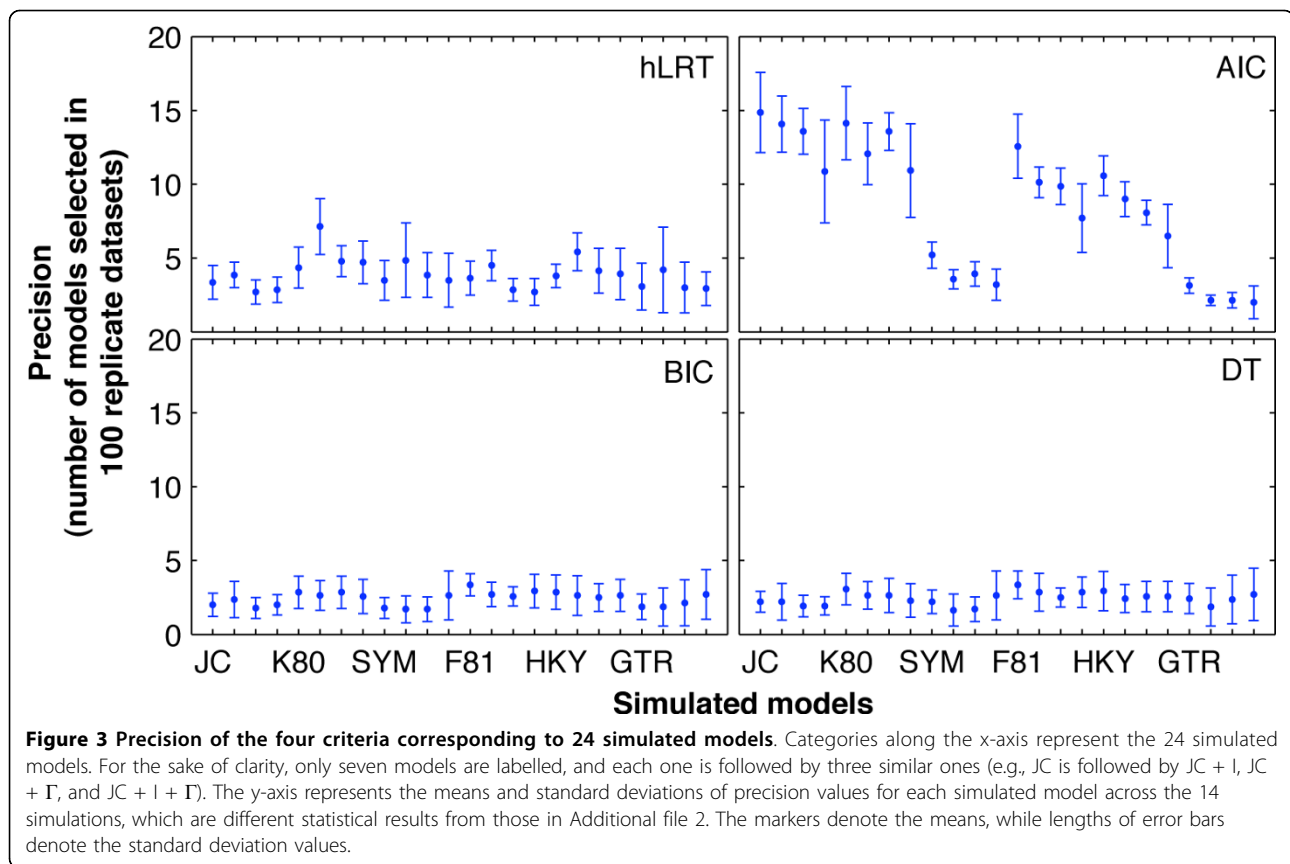 Precision
(number of models selected in
100 replicate datasets)
20
15
10
5
hLRT
AIC
20
15
10
5
0
BIC
DT
JC K80 SYM F81 HKY GTR
JC K80 SYM F81 HKY GTR
Simulated models
Figure 3 Precision of the four criteria corresponding to 24 simulated models. Categories along the x-axis represent the 24 simulated
models. For the sake of clarity, only seven models are labelled, and each one is followed by three similar ones (e.g., JC is followed by JC + I, JC
+ Γ, and JC + I + Γ). The y-axis represents the means and standard deviations of precision values for each simulated model across the 14
simulations, which are different statistical results from those in Additional file 2. The markers denote the means, while lengths of error bars
denote the standard deviation values.